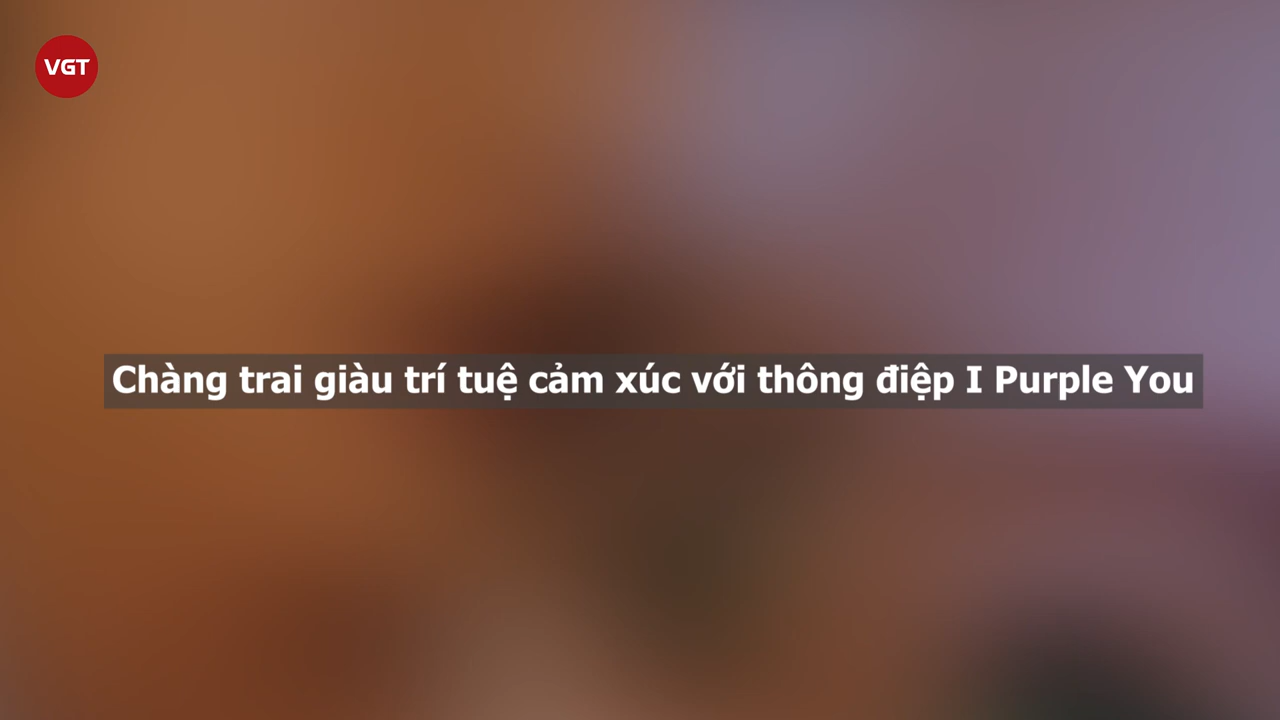 VGT
Chàng trai giàu trí tuệ cảm xúc với thông điệp I Purple You